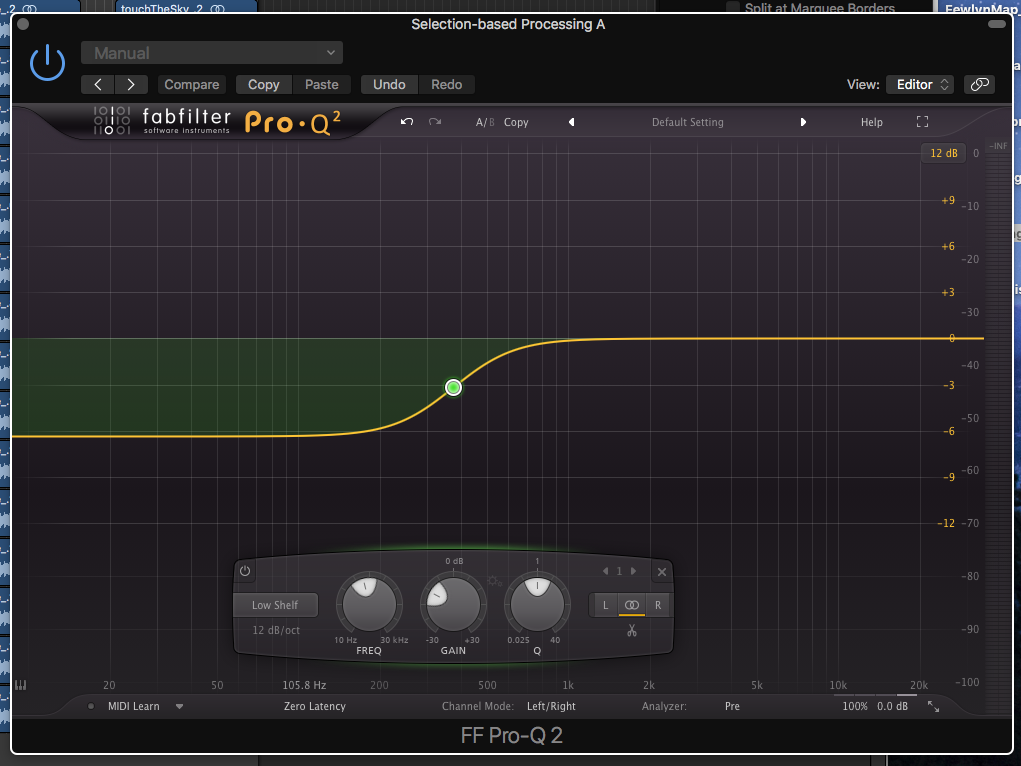 .2
touchTheSky_.2
Split at Marquee Borders
FewlynMap_
Selection-based Processing A
Manual
Compare Copy Paste Undo Redo View: Editor
fabfilter
software instruments
Pro·Q2
A/B Copy Default Setting Help
12 dB 0 -INF
+9 -10
+6 -20
+3 -30
0 -40
-3 -50
-6 -60
-9 -70
-12 -80
-90
-100
0 dB 1
1
Low Shelf L R
12 dB/oct
10 Hz 30 kHz -30 +30 0.025 40
FREQ GAIN Q
20 50 105.8 Hz 200 500 1k 2k 5k 10k 20k
MIDI Learn Zero Latency Channel Mode: Left/Right Analyzer: Pre 100% 0.0 dB
FF Pro-Q 2